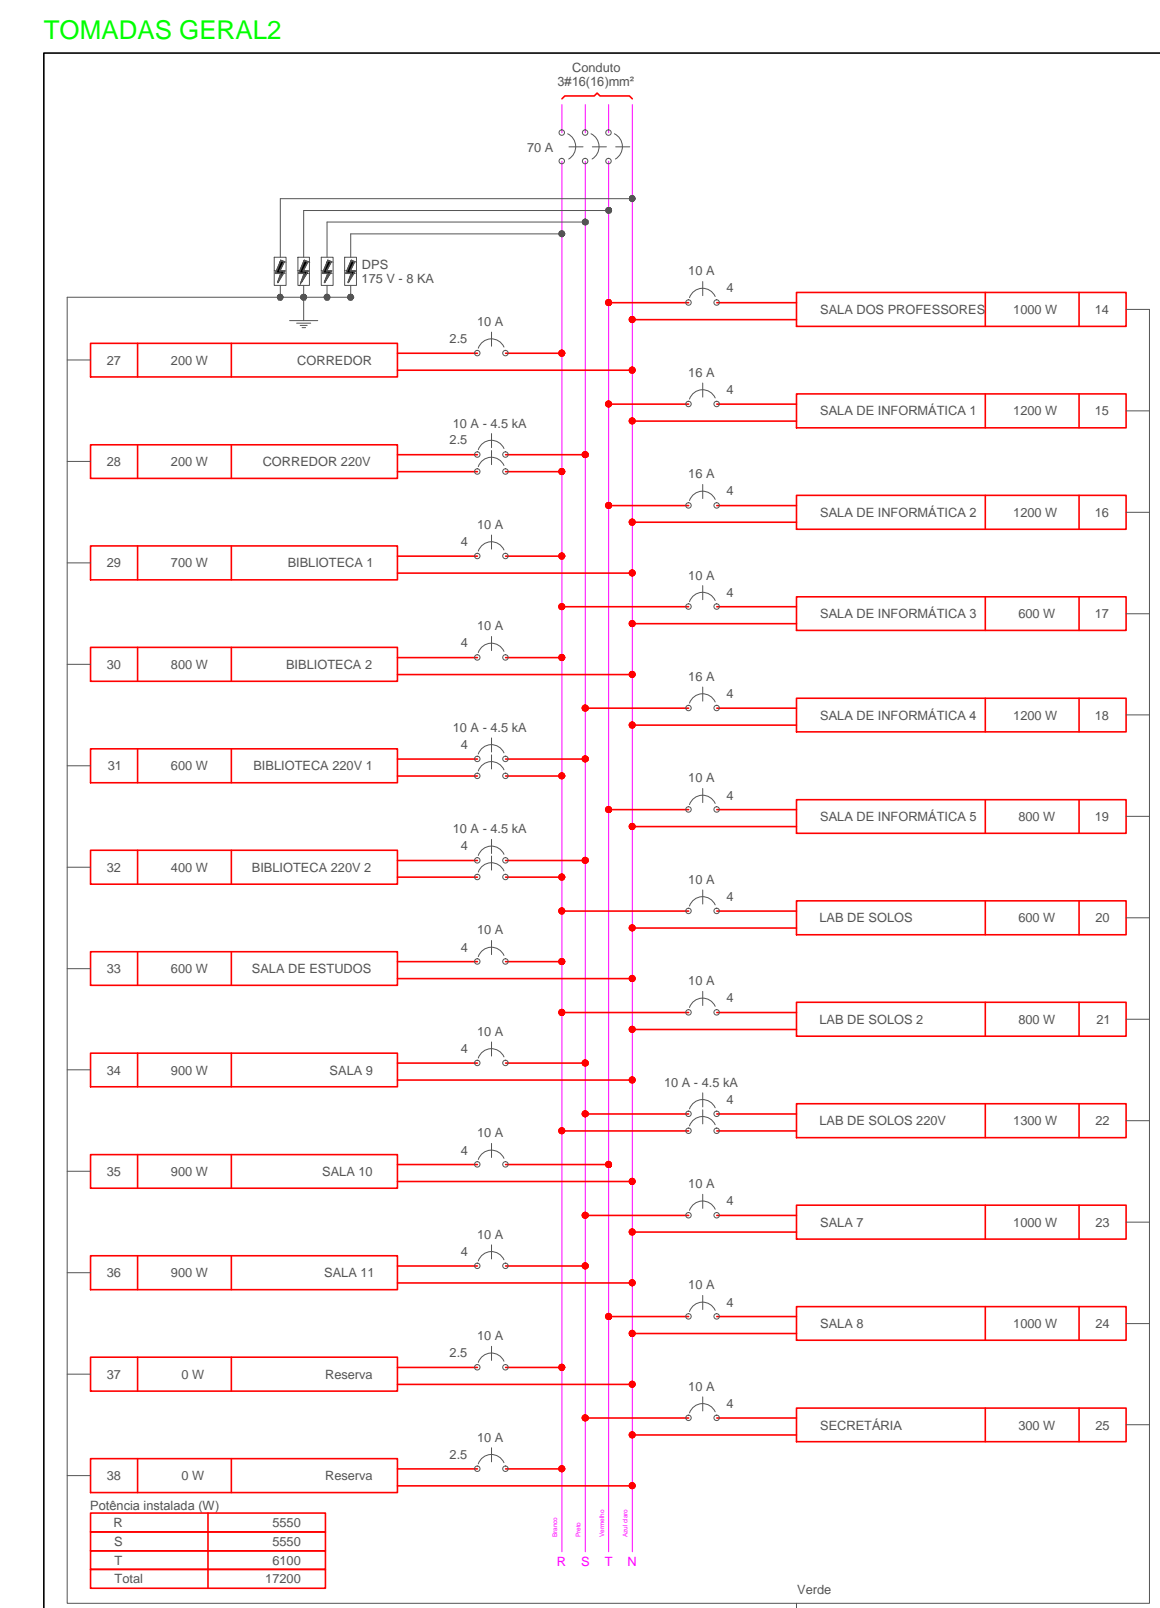 TOMADAS GERAL2
Conduto
3#16(16)mm²
70 A
DPS
175 V - 8 KA
10 A
2.5
27 200 W CORREDOR
10 A - 4.5 kA
2.5
28 200 W CORREDOR 220V
10 A
4
29 700 W BIBLIOTECA 1
10 A
4
30 800 W BIBLIOTECA 2
10 A - 4.5 kA
4
31 600 W BIBLIOTECA 220V 1
10 A - 4.5 kA
4
32 400 W BIBLIOTECA 220V 2
10 A
4
33 600 W SALA DE ESTUDOS
10 A
4
34 900 W SALA 9
10 A
4
35 900 W SALA 10
10 A
4
36 900 W SALA 11
10 A
2.5
37 0 W Reserva
10 A
2.5
38 0 W Reserva
10 A
4
SALA DOS PROFESSORES 1000 W 14
16 A
4
SALA DE INFORMÁTICA 1 1200 W 15
16 A
4
SALA DE INFORMÁTICA 2 1200 W 16
10 A
4
SALA DE INFORMÁTICA 3 600 W 17
16 A
4
SALA DE INFORMÁTICA 4 1200 W 18
10 A
4
SALA DE INFORMÁTICA 5 800 W 19
10 A
4
LAB DE SOLOS 600 W 20
10 A
4
LAB DE SOLOS 2 800 W 21
10 A - 4.5 kA
4
LAB DE SOLOS 220V 1300 W 22
10 A
4
SALA 7 1000 W 23
10 A
4
SALA 8 1000 W 24
10 A
4
SECRETÁRIA 300 W 25
Potência instalada (W)
R 5550
S 5550
T 6100
Total 17200
Branco
Preto
Vermelho
Azul claro
R S T N
Verde